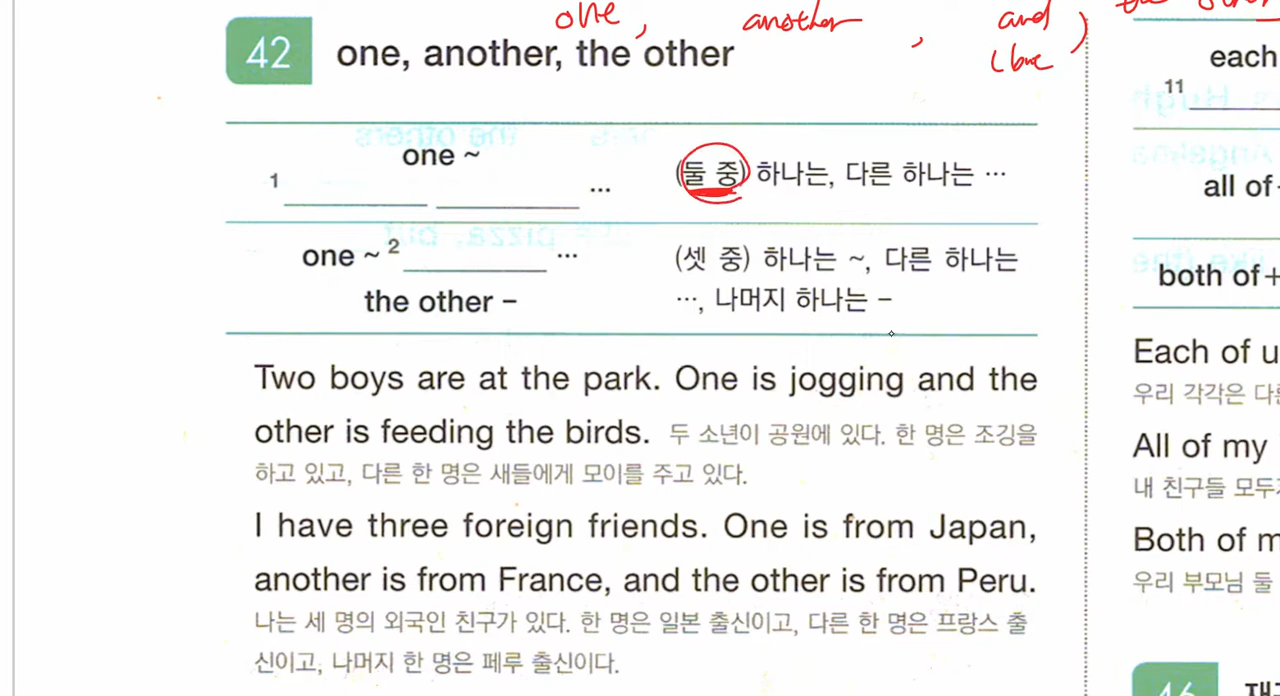 one, another, and the other
(but)
42 one, another, the other
one ~
1 ________ ________ …
(둘 중) 하나는, 다른 하나는 …
one ~ 2 ________ …
the other –
(셋 중) 하나는 ~, 다른 하나는
…, 나머지 하나는 –
Two boys are at the park. One is jogging and the
other is feeding the birds. 두 소년이 공원에 있다. 한 명은 조깅을
하고 있고, 다른 한 명은 새들에게 모이를 주고 있다.
I have three foreign friends. One is from Japan,
another is from France, and the other is from Peru.
나는 세 명의 외국인 친구가 있다. 한 명은 일본 출신이고, 다른 한 명은 프랑스 출
신이고, 나머지 한 명은 페루 출신이다.
each
11
all of
both of+
Each of u
우리 각각은 다
All of my
내 친구들 모두
Both of m
우리 부모님 둘
46